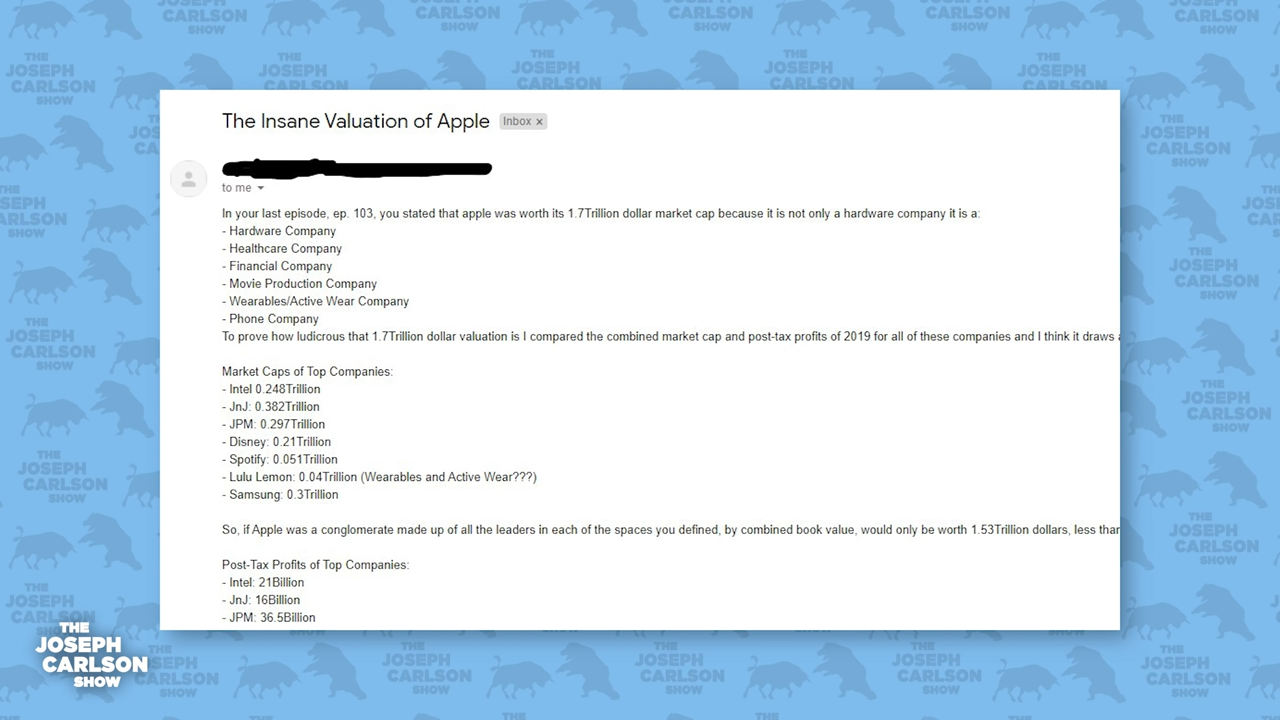 The Insane Valuation of Apple Inbox x
to me
In your last episode, ep. 103, you stated that apple was worth its 1.7Trillion dollar market cap because it is not only a hardware company it is a:
- Hardware Company
- Healthcare Company
- Financial Company
- Movie Production Company
- Wearables/Active Wear Company
- Phone Company
To prove how ludicrous that 1.7Trillion dollar valuation is I compared the combined market cap and post-tax profits of 2019 for all of these companies and I think it draws
Market Caps of Top Companies:
- Intel 0.248Trillion
- JnJ: 0.382Trillion
- JPM: 0.297Trillion
- Disney: 0.21Trillion
- Spotify: 0.051Trillion
- Lulu Lemon: 0.04Trillion (Wearables and Active Wear???)
- Samsung: 0.3Trillion
So, if Apple was a conglomerate made up of all the leaders in each of the spaces you defined, by combined book value, would only be worth 1.53Trillion dollars, less
Post-Tax Profits of Top Companies:
- Intel: 21Billion
- JnJ: 16Billion
- JPM: 36.5Billion
THE
JOSEPH
CARLSON
SHOW